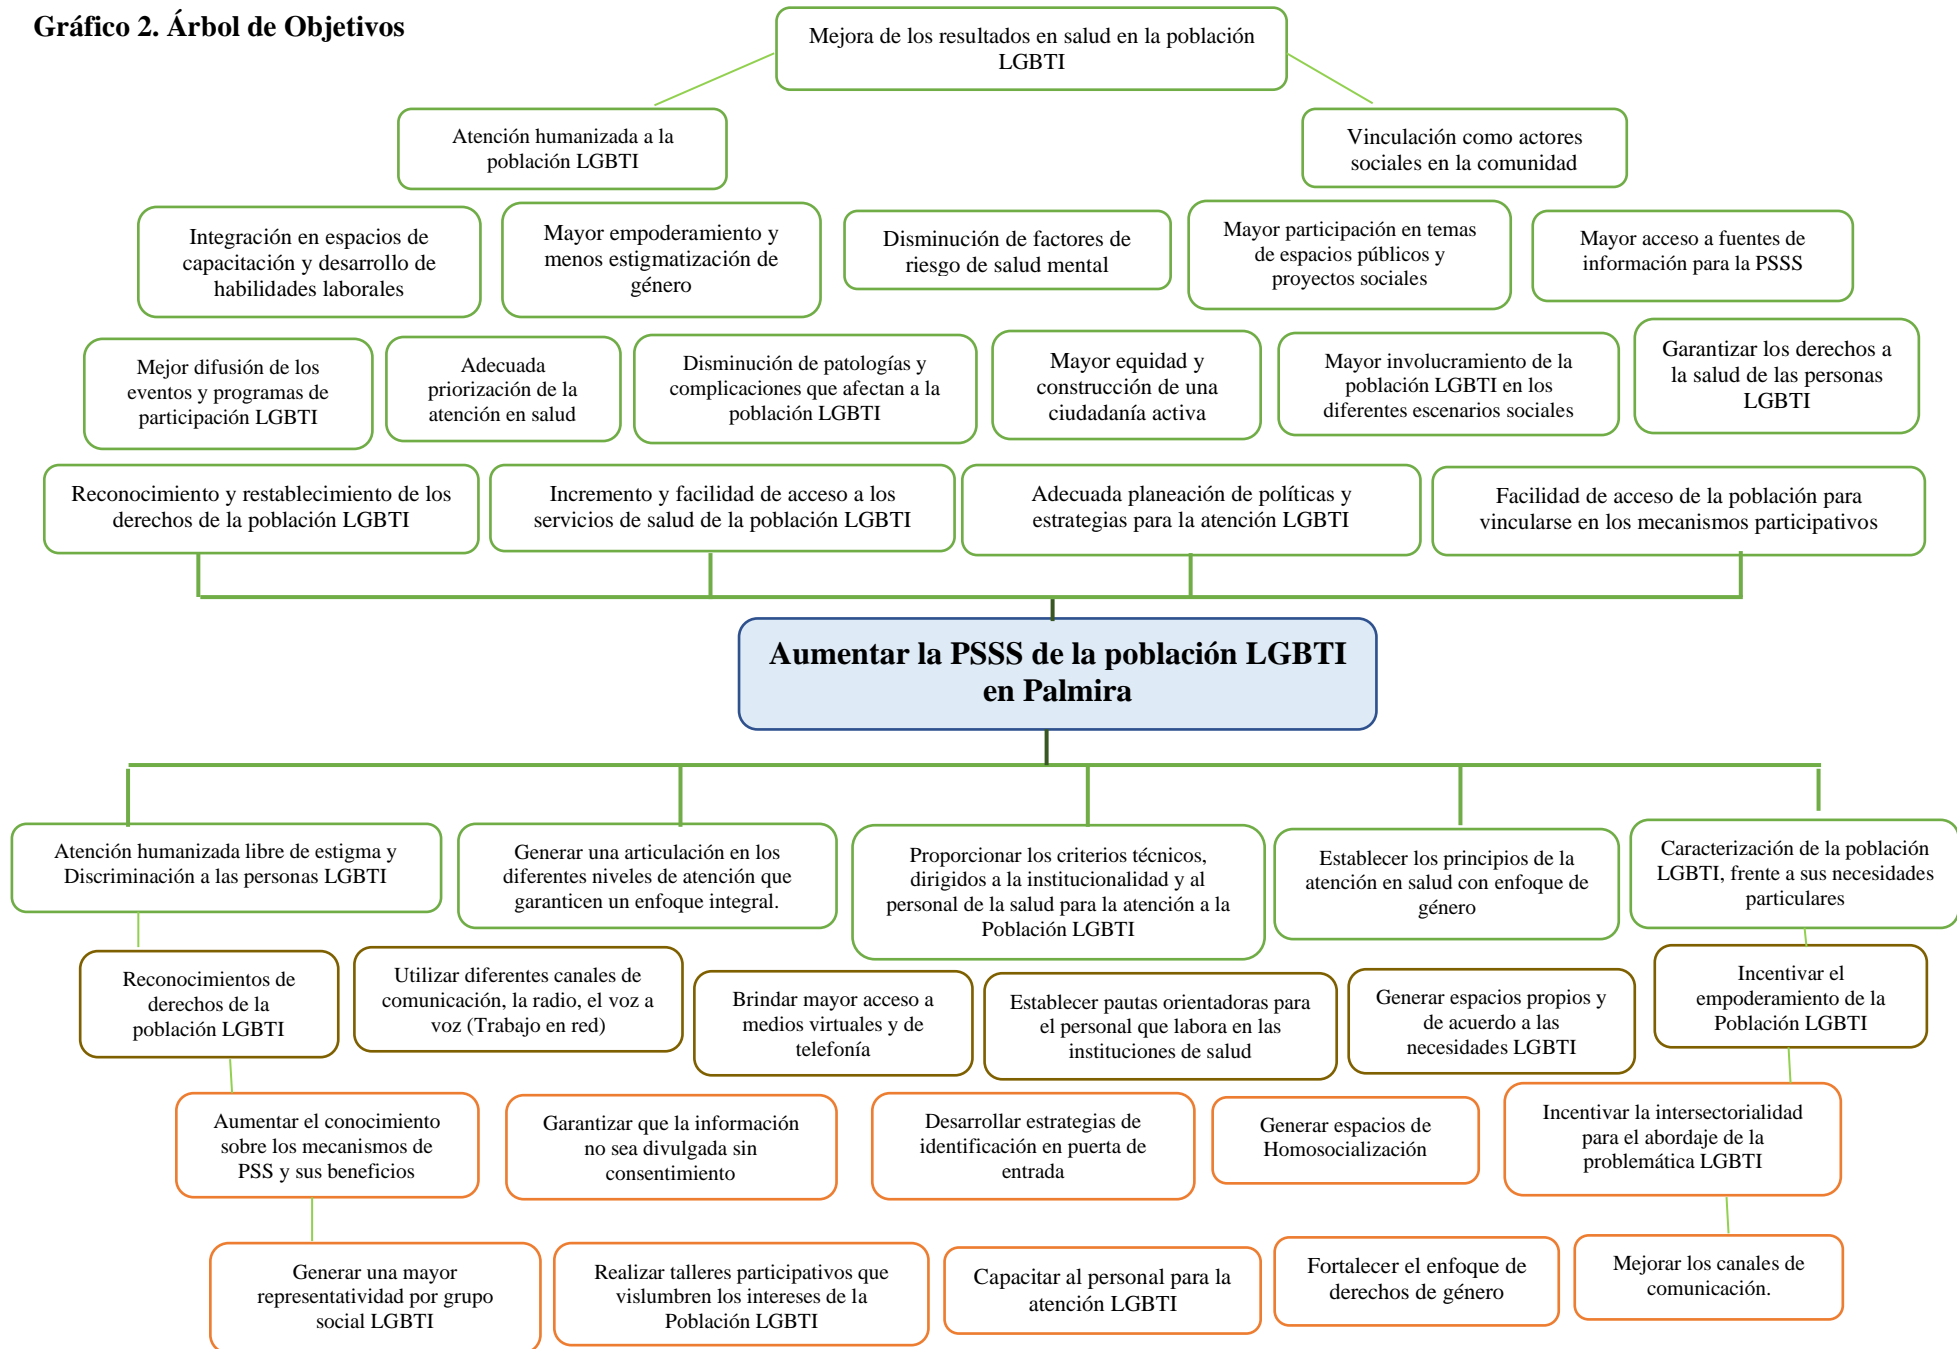 Gráfico 2. Árbol de Objetivos
Mejora de los resultados en salud en la población
LGBTI
Atención humanizada a la
población LGBTI
Vinculación como actores
sociales en la comunidad
Integración en espacios de
capacitación y desarrollo de
habilidades laborales
Mayor empoderamiento y
menos estigmatización de
género
Disminución de factores de
riesgo de salud mental
Mayor participación en temas
de espacios públicos y
proyectos sociales
Mayor acceso a fuentes de
información para la PSSS
Mejor difusión de los
eventos y programas de
participación LGBTI
Adecuada
priorización de la
atención en salud
Disminución de patologías y
complicaciones que afectan a la
población LGBTI
Mayor equidad y
construcción de una
ciudadanía activa
Mayor involucramiento de la
población LGBTI en los
diferentes escenarios sociales
Garantizar los derechos a
la salud de las personas
LGBTI
Reconocimiento y restablecimiento de los
derechos de la población LGBTI
Incremento y facilidad de acceso a los
servicios de salud de la población LGBTI
Adecuada planeación de políticas y
estrategias para la atención LGBTI
Facilidad de acceso de la población para
vincularse en los mecanismos participativos
Aumentar la PSSS de la población LGBTI
en Palmira
Atención humanizada libre de estigma y
Discriminación a las personas LGBTI
Generar una articulación en los
diferentes niveles de atención que
garanticen un enfoque integral.
Proporcionar los criterios técnicos,
dirigidos a la institucionalidad y al
personal de la salud para la atención a la
Población LGBTI
Establecer los principios de la
atención en salud con enfoque de
género
Caracterización de la población
LGBTI, frente a sus necesidades
particulares
Reconocimientos de
derechos de la
población LGBTI
Utilizar diferentes canales de
comunicación, la radio, el voz a
voz (Trabajo en red)
Brindar mayor acceso a
medios virtuales y de
telefonía
Establecer pautas orientadoras para
el personal que labora en las
instituciones de salud
Generar espacios propios y
de acuerdo a las
necesidades LGBTI
Incentivar el
empoderamiento de la
Población LGBTI
Aumentar el conocimiento
sobre los mecanismos de
PSS y sus beneficios
Garantizar que la información
no sea divulgada sin
consentimiento
Desarrollar estrategias de
identificación en puerta de
entrada
Generar espacios de
Homosocialización
Incentivar la intersectorialidad
para el abordaje de la
problemática LGBTI
Generar una mayor
representatividad por grupo
social LGBTI
Realizar talleres participativos que
vislumbren los intereses de la
Población LGBTI
Capacitar al personal para la
atención LGBTI
Fortalecer el enfoque de
derechos de género
Mejorar los canales de
comunicación.